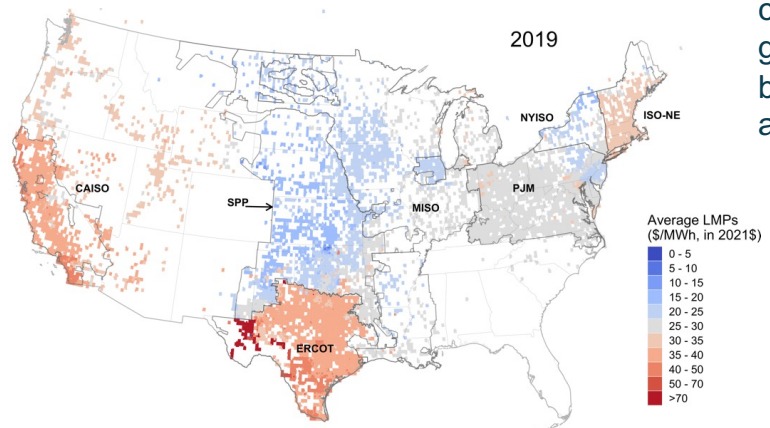 2019
NYISO
ISO-NE
CAISO
SPP
MISO
PJM
ERCOT
Average LMPs
($/MWh, in 2021$)
0 - 5
5 - 10
10 - 15
15 - 20
20 - 25
25 - 30
30 - 35
35 - 40
40 - 50
50 - 70
>70